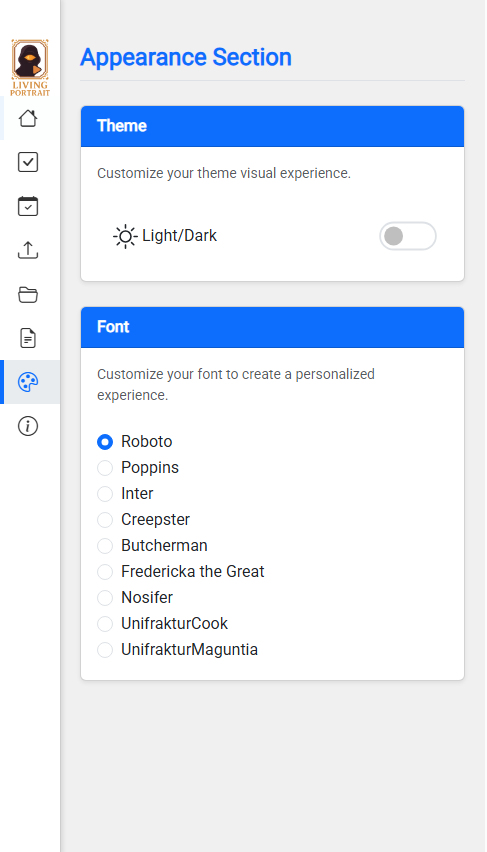 LIVING
PORTRAIT
Appearance Section
Theme
Customize your theme visual experience.
Light/Dark
Font
Customize your font to create a personalized
experience.
Roboto
Poppins
Inter
Creepster
Butcherman
Fredericka the Great
Nosifer
UnifrakturCook
UnifrakturMaguntia